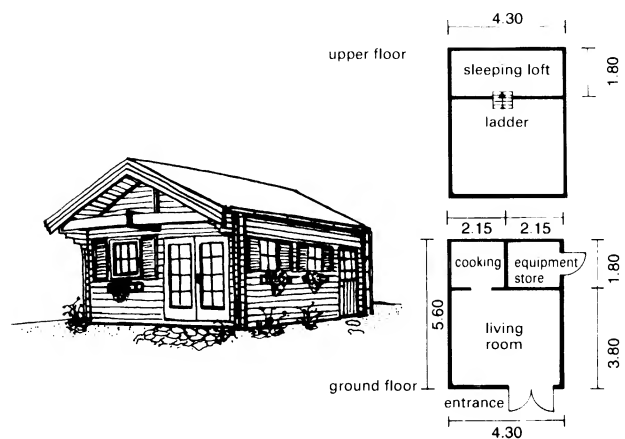 4.30
upper floor
sleeping loft
1.80
ladder
2.15 2.15
cooking
equipment
store
1.80
5.60
living
room
3.80
ground floor
entrance
4.30